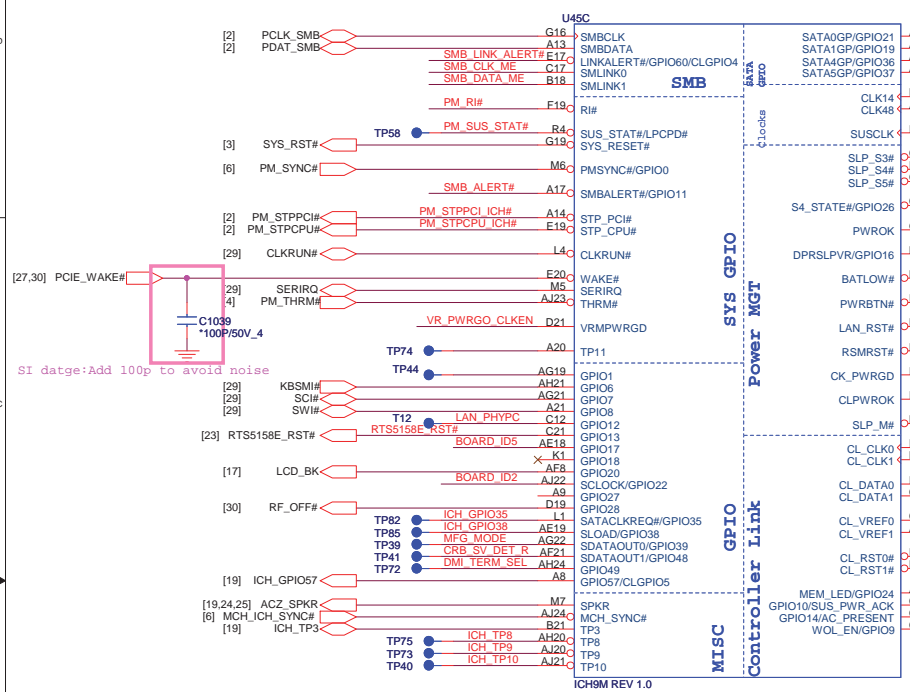 U45C
[2] PCLK_SMB G16 SMBCLK SATA0GP/GPIO21
[2] PDAT_SMB A13 SMBDATA SATA1GP/GPIO19
SMB_LINK_ALERT# E17 LINKALERT#/GPIO60/CLGPIO4 SATA4GP/GPIO36
SMB_CLK_ME C17 SMLINK0 SATA5GP/GPIO37
SMB_DATA_ME B18 SMLINK1
SMB
SATA
GPIO
PM_RI# F19 RI# CLK14
CLK48
Clocks
TP58 PM_SUS_STAT# R4 SUS_STAT#/LPCPD# SUSCLK
[3] SYS_RST# G19 SYS_RESET#
SLP_S3#
[6] PM_SYNC# M6 PMSYNC#/GPIO0 SLP_S4#
SLP_S5#
SMB_ALERT# A17 SMBALERT#/GPIO11
S4_STATE#/GPIO26
[2] PM_STPPCI# PM_STPPCI_ICH# A14 STP_PCI#
[2] PM_STPCPU# PM_STPCPU_ICH# E19 STP_CPU# PWROK
[29] CLKRUN# L4 CLKRUN# DPRSLPVR/GPIO16
[27,30] PCIE_WAKE# E20 WAKE# BATLOW#
[29] SERIRQ M5 SERIRQ
4] PM_THRM# AJ23 THRM# PWRBTN#
SYS GPIO
Power MGT
C1039
*100P/50V_4
VR_PWRGO_CLKEN D21 VRMPWRGD LAN_RST#
TP74 A20 TP11 RSMRST#
SI datge:Add 100p to avoid noise
TP44 AG19 GPIO1 CK_PWRGD
[29] KBSMI# AH21 GPIO6
[29] SCI# AG21 GPIO7 CLPWROK
[29] SWI# A21 GPIO8
T12 LAN_PHYPC C12 GPIO12 SLP_M#
[23] RTS5158E_RST# RTS5158E_RST# C21 GPIO13
BOARD_ID5 AE18 GPIO17 CL_CLK0
K1 GPIO18 CL_CLK1
[17] LCD_BK AF8 GPIO20
BOARD_ID2 AJ22 SCLOCK/GPIO22 CL_DATA0
A9 GPIO27 CL_DATA1
[30] RF_OFF# D19 GPIO28
TP82 ICH_GPIO35 L1 SATACLKREQ#/GPIO35 CL_VREF0
TP85 ICH_GPIO38 AE19 SLOAD/GPIO38 CL_VREF1
TP39 MFG_MODE AG22 SDATAOUT0/GPIO39
TP41 CRB_SV_DET_R AF21 SDATAOUT1/GPIO48 CL_RST0#
TP72 DMI_TERM_SEL AH24 GPIO49 CL_RST1#
[19] ICH_GPIO57 A8 GPIO57/CLGPIO5
GPIO
Controller Link
MEM_LED/GPIO24
[19,24,25] ACZ_SPKR M7 SPKR GPIO10/SUS_PWR_ACK
[6] MCH_ICH_SYNC# AJ24 MCH_SYNC# GPIO14/AC_PRESENT
[19] ICH_TP3 B21 TP3 WOL_EN/GPIO9
TP75 ICH_TP8 AH20 TP8
TP73 ICH_TP9 AJ20 TP9
TP40 ICH_TP10 AJ21 TP10
MISC
ICH9M REV 1.0